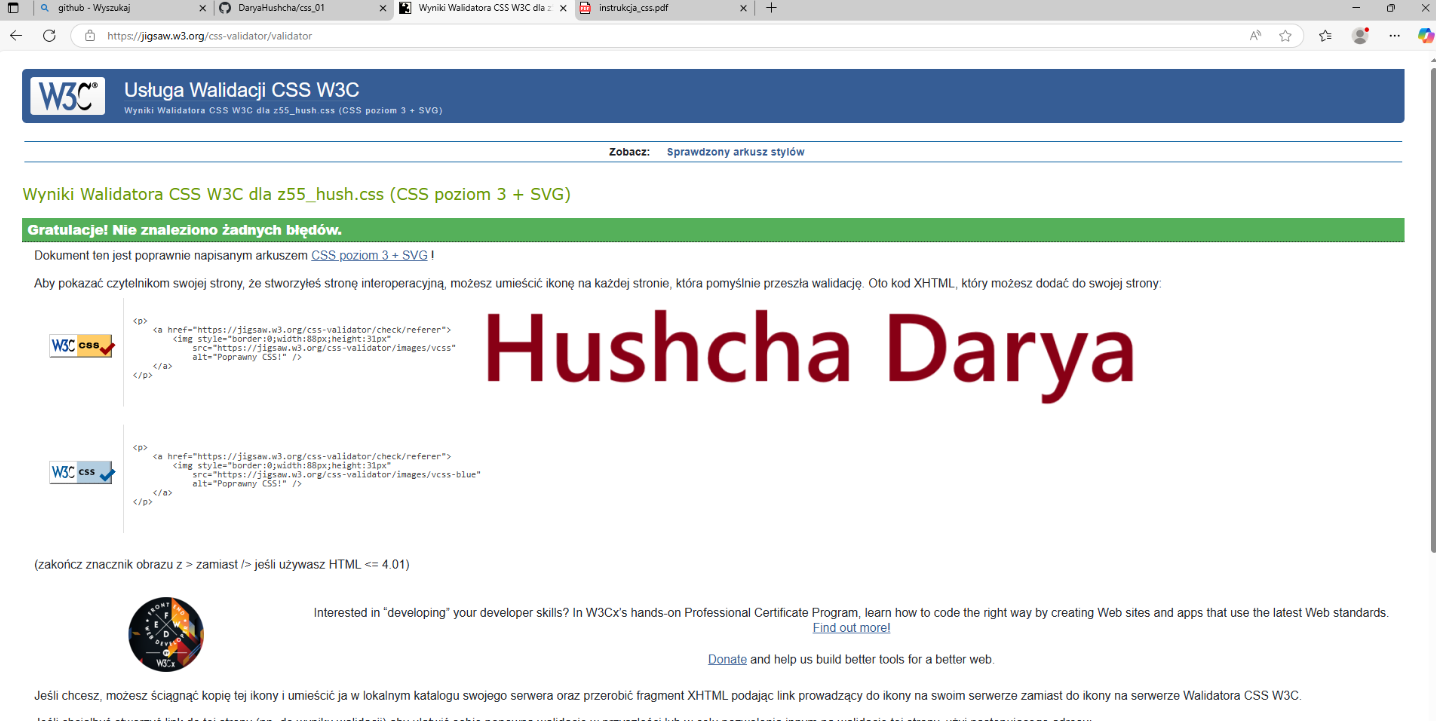 github - Wyszukaj
DaryaHushcha/css_01
Wyniki Walidatora CSS W3C dla z
instrukcja_css.pdf
https://jigsaw.w3.org/css-validator/validator
W3C®
Usługa Walidacji CSS W3C
Wyniki Walidatora CSS W3C dla z55_hush.css (CSS poziom 3 + SVG)
Zobacz: Sprawdzony arkusz stylów
Wyniki Walidatora CSS W3C dla z55_hush.css (CSS poziom 3 + SVG)
Gratulacje! Nie znaleziono żadnych błędów.
Dokument ten jest poprawnie napisanym arkuszem CSS poziom 3 + SVG !
Aby pokazać czytelnikom swojej strony, że stworzyłeś stronę interoperacyjną, możesz umieścić ikonę na każdej stronie, która pomyślnie przeszła walidację. Oto kod XHTML, który możesz dodać do swojej strony:
W3C css
<p>
<a href="https://jigsaw.w3.org/css-validator/check/referer">
<img style="border:0;width:88px;height:31px"
src="https://jigsaw.w3.org/css-validator/images/vcss"
alt="Poprawny CSS!" />
</a>
</p>
Hushcha Darya
W3C css
<p>
<a href="https://jigsaw.w3.org/css-validator/check/referer">
<img style="border:0;width:88px;height:31px"
src="https://jigsaw.w3.org/css-validator/images/vcss-blue"
alt="Poprawny CSS!" />
</a>
</p>
(zakończ znacznik obrazu z > zamiast /> jeśli używasz HTML <= 4.01)
FRONT END
F
E W
D
WEB DEVELOPER
W3Cx
Interested in “developing” your developer skills? In W3Cx’s hands-on Professional Certificate Program, learn how to code the right way by creating Web sites and apps that use the latest Web standards.
Find out more!
Donate and help us build better tools for a better web.
Jeśli chcesz, możesz ściągnąć kopię tej ikony i umieścić ja w lokalnym katalogu swojego serwera oraz przerobić fragment XHTML podając link prowadzący do ikony na swoim serwerze zamiast do ikony na serwerze Walidatora CSS W3C.